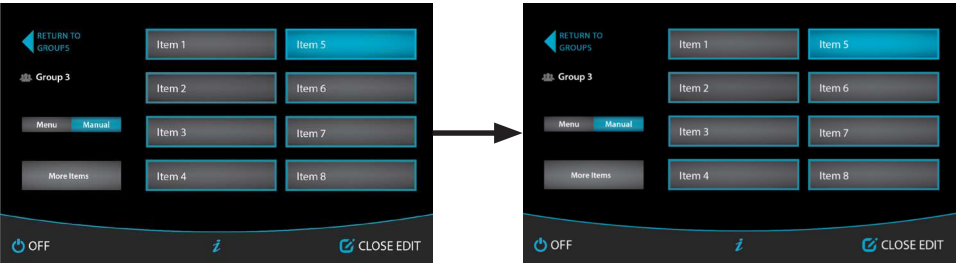 RETURN TO
GROUPS
Group 3
Menu Manual
More Items
Item 1
Item 5
Item 2
Item 6
Item 3
Item 7
Item 4
Item 8
OFF
i
CLOSE EDIT
RETURN TO
GROUPS
Group 3
Menu Manual
More Items
Item 1
Item 5
Item 2
Item 6
Item 3
Item 7
Item 4
Item 8
OFF
i
CLOSE EDIT